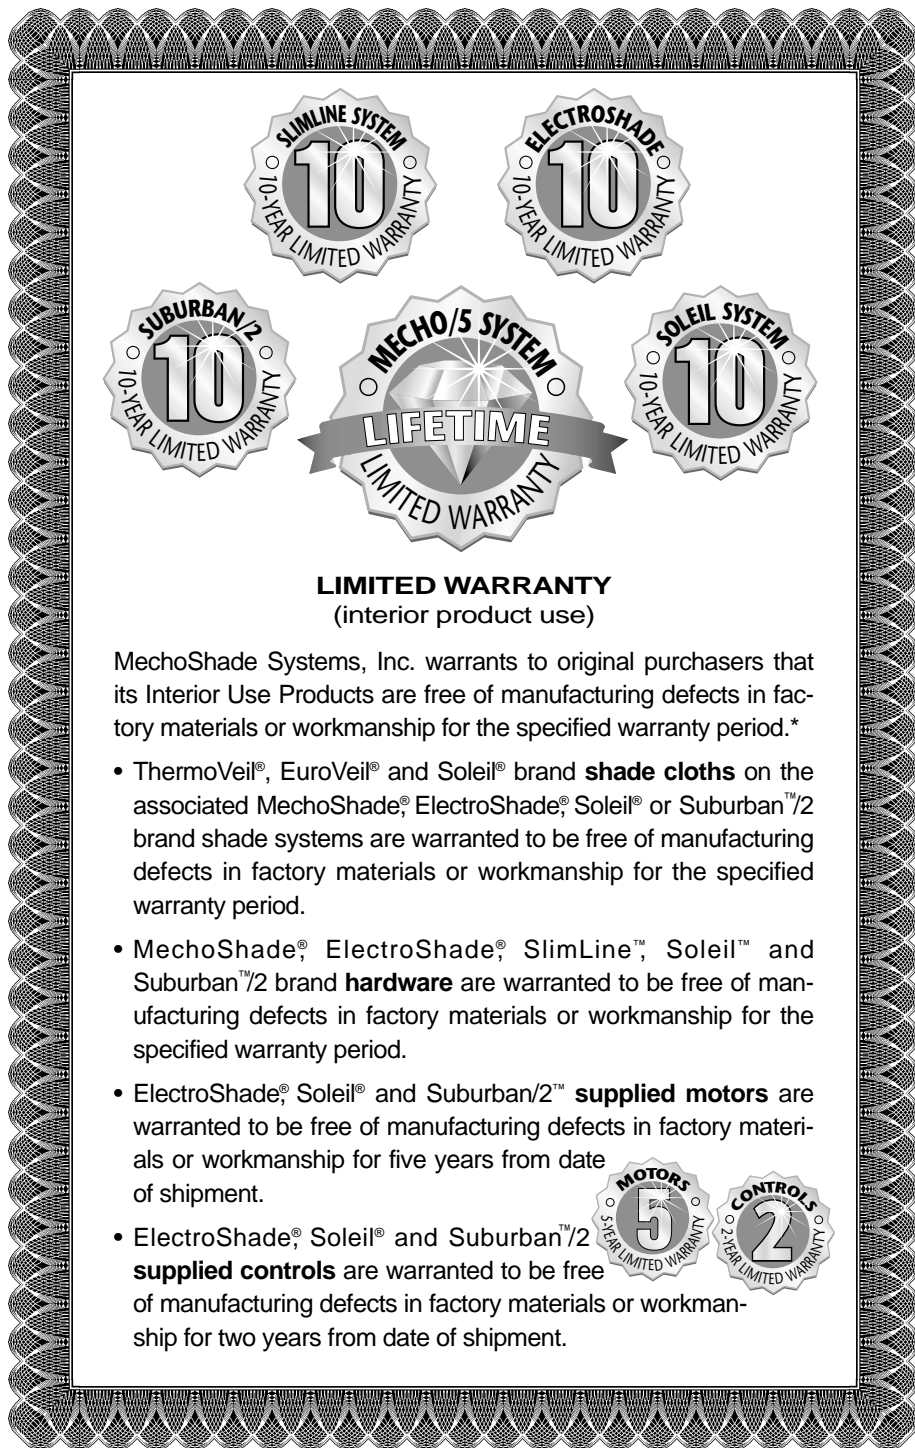 SLIMLINE SYSTEM
10
10-YEAR LIMITED WARRANTY
ELECTROSHADE
10
10-YEAR LIMITED WARRANTY
SUBURBAN/2
10
10-YEAR LIMITED WARRANTY
MECHO/5 SYSTEM
LIFETIME
LIMITED WARRANTY
SOLEIL SYSTEM
10
10-YEAR LIMITED WARRANTY
LIMITED WARRANTY
(interior product use)
MechoShade Systems, Inc. warrants to original purchasers that
its Interior Use Products are free of manufacturing defects in fac-
tory materials or workmanship for the specified warranty period.*
• ThermoVeil®, EuroVeil® and Soleil® brand shade cloths on the
associated MechoShade®, ElectroShade®, Soleil® or Suburban™/2
brand shade systems are warranted to be free of manufacturing
defects in factory materials or workmanship for the specified
warranty period.
• MechoShade®, ElectroShade®, SlimLine™, Soleil™ and
Suburban™/2 brand hardware are warranted to be free of man-
ufacturing defects in factory materials or workmanship for the
specified warranty period.
• ElectroShade®, Soleil® and Suburban/2™ supplied motors are
warranted to be free of manufacturing defects in factory materi-
als or workmanship for five years from date
of shipment.
MOTORS
5
5-YEAR LIMITED WARRANTY
CONTROLS
2
2-YEAR LIMITED WARRANTY
• ElectroShade®, Soleil® and Suburban™/2
supplied controls are warranted to be free
of manufacturing defects in factory materials or workman-
ship for two years from date of shipment.